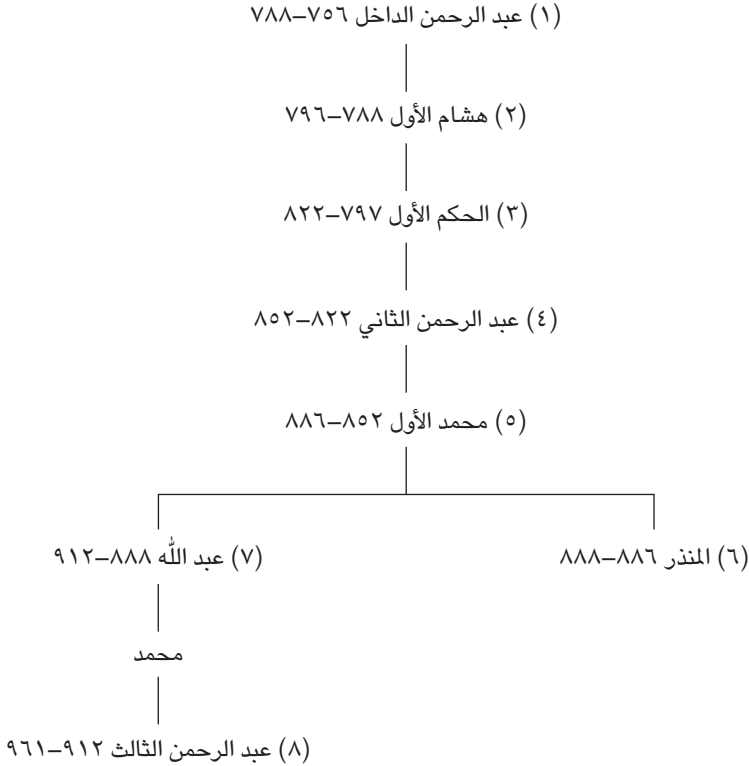 (١) عبد الرحمن الداخل ٧٥٦–٧٨٨
(٢) هشام الأول ٧٨٨–٧٩٦
(٣) الحكم الأول ٧٩٧–٨٢٢
(٤) عبد الرحمن الثاني ٨٢٢–٨٥٢
(٥) محمد الأول ٨٥٢–٨٨٦
(٦) المنذر ٨٨٦–٨٨٨
(٧) عبد الله ٨٨٨–٩١٢
محمد
(٨) عبد الرحمن الثالث ٩١٢–٩٦١